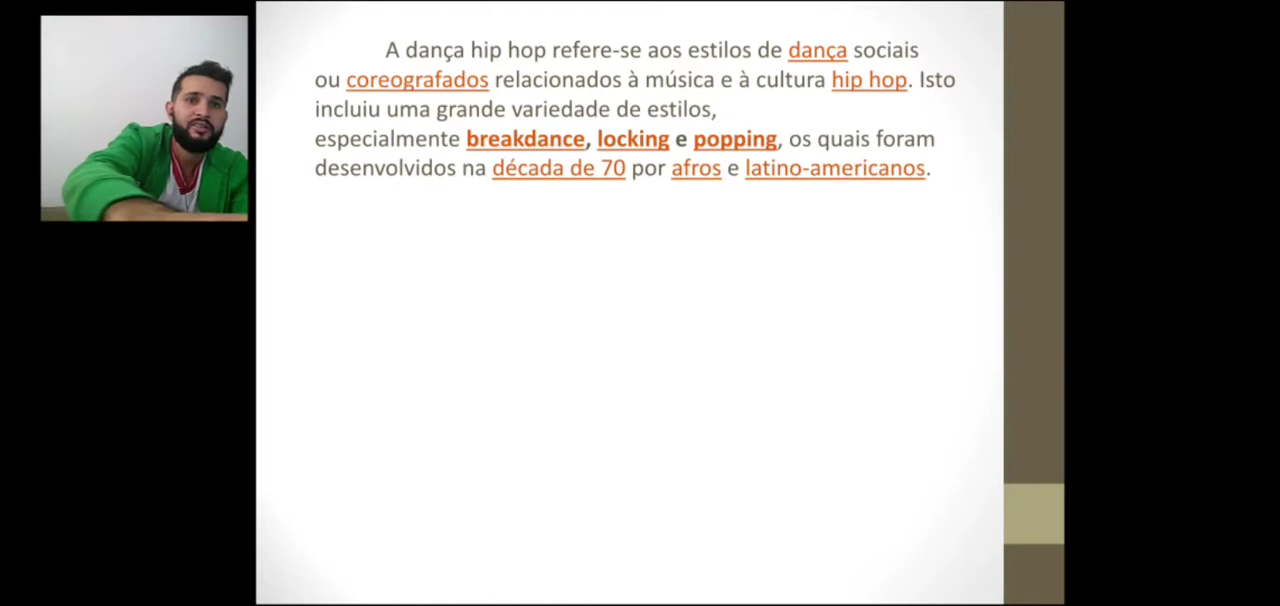 A dança hip hop refere-se aos estilos de dança sociais
ou coreografados relacionados à música e à cultura hip hop. Isto
incluiu uma grande variedade de estilos,
especialmente breakdance, locking e popping, os quais foram
desenvolvidos na década de 70 por afros e latino-americanos.